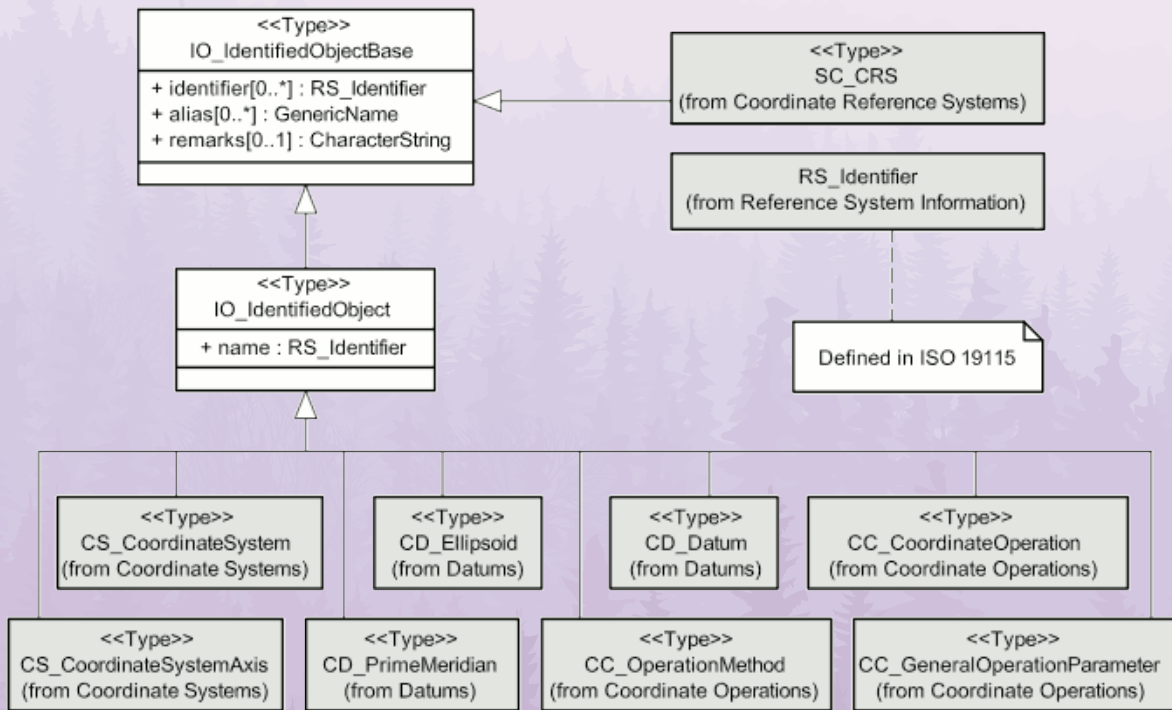 <<Type>>
IO_IdentifiedObjectBase
+ identifier[0..*] : RS_Identifier
+ alias[0..*] : GenericName
+ remarks[0..1] : CharacterString
<<Type>>
SC_CRS
(from Coordinate Reference Systems)
RS_Identifier
(from Reference System Information)
<<Type>>
IO_IdentifiedObject
+ name : RS_Identifier
Defined in ISO 19115
<<Type>>
CS_CoordinateSystem
(from Coordinate Systems)
<<Type>>
CD_Ellipsoid
(from Datums)
<<Type>>
CD_Datum
(from Datums)
<<Type>>
CC_CoordinateOperation
(from Coordinate Operations)
<<Type>>
CS_CoordinateSystemAxis
(from Coordinate Systems)
<<Type>>
CD_PrimeMeridian
(from Datums)
<<Type>>
CC_OperationMethod
(from Coordinate Operations)
<<Type>>
CC_GeneralOperationParameter
(from Coordinate Operations)